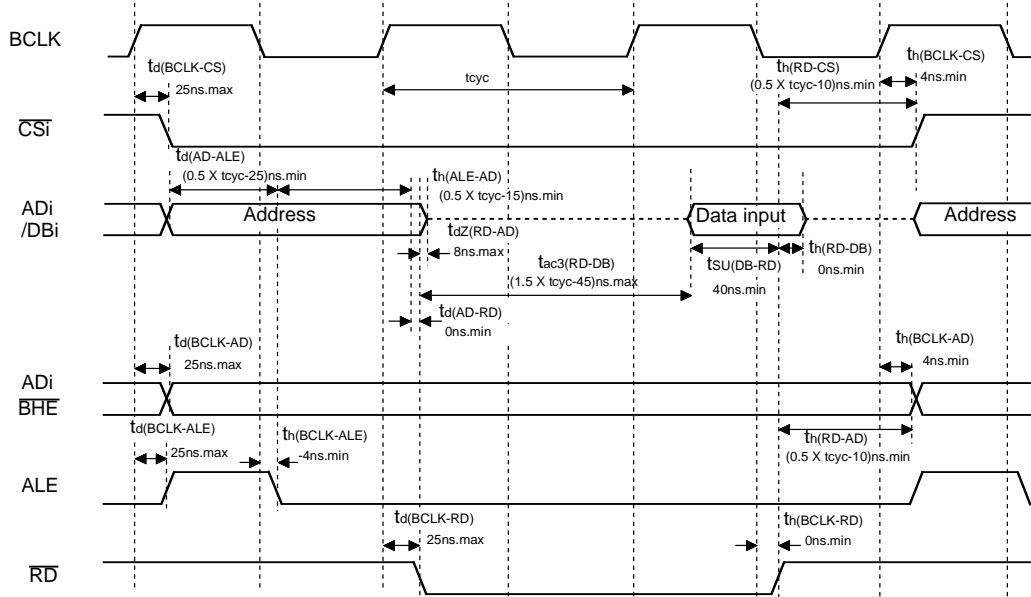 BCLK
td(BCLK-CS)
25ns.max
tcyc
th(RD-CS)
(0.5 X tcyc-10)ns.min
th(BCLK-CS)
4ns.min
CSi
td(AD-ALE)
(0.5 X tcyc-25)ns.min
th(ALE-AD)
(0.5 X tcyc-15)ns.min
ADi
/DBi
Address
Data input
Address
tdZ(RD-AD)
8ns.max
tac3(RD-DB)
(1.5 X tcyc-45)ns.max
tSU(DB-RD)
40ns.min
th(RD-DB)
0ns.min
td(AD-RD)
0ns.min
td(BCLK-AD)
25ns.max
th(BCLK-AD)
4ns.min
ADi
BHE
td(BCLK-ALE)
25ns.max
th(BCLK-ALE)
-4ns.min
th(RD-AD)
(0.5 X tcyc-10)ns.min
ALE
td(BCLK-RD)
25ns.max
th(BCLK-RD)
0ns.min
RD